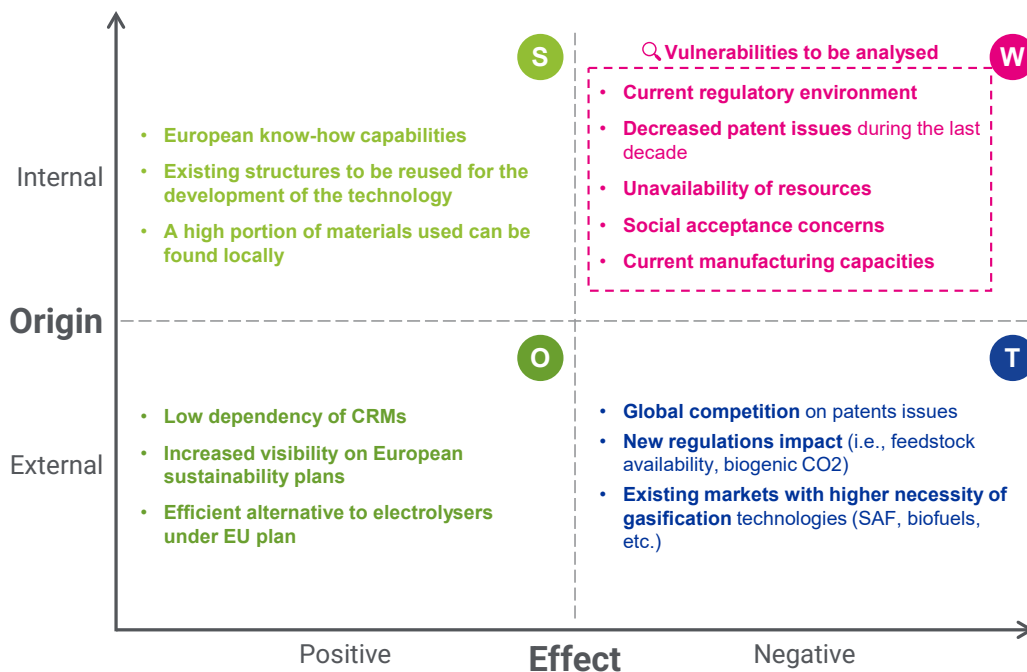 S
Vulnerabilities to be analysed
W
• European know-how capabilities
• Existing structures to be reused for the
development of the technology
• A high portion of materials used can be
found locally
• Current regulatory environment
• Decreased patent issues during the last
decade
• Unavailability of resources
• Social acceptance concerns
• Current manufacturing capacities
Internal
Origin
O
T
• Low dependency of CRMs
• Increased visibility on European
sustainability plans
• Efficient alternative to electrolysers
under EU plan
• Global competition on patents issues
• New regulations impact (i.e., feedstock
availability, biogenic CO2)
• Existing markets with higher necessity of
gasification technologies (SAF, biofuels,
etc.)
External
Positive
Effect
Negative